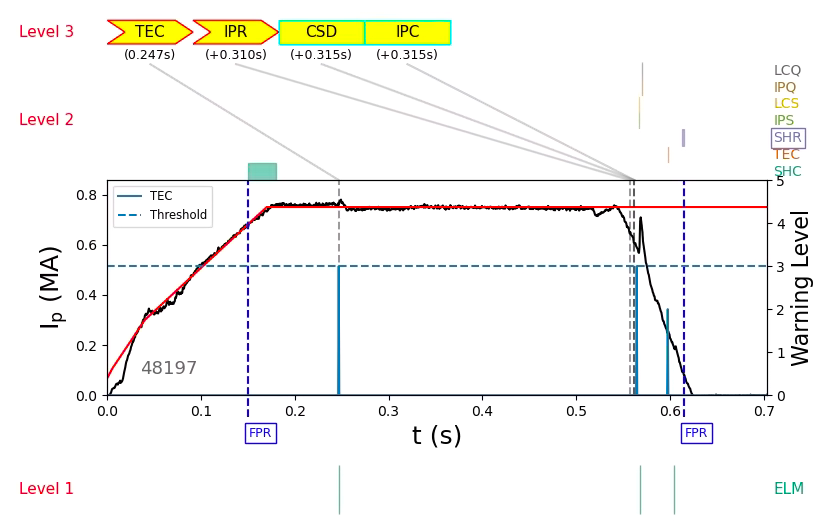 Level 3
TEC
IPR
CSD
IPC
(0.247s)
(+0.310s)
(+0.315s)
(+0.315s)
LCQ
IPQ
LCS
Level 2
IPS
SHR
TEC
SHC
TEC
Threshold
0.8
0.6
0.4
0.2
0.0
Ip (MA)
5
4
3
2
1
0
Warning Level
48197
0.0
0.1
0.2
0.3
0.4
0.5
0.6
0.7
FPR
t (s)
FPR
Level 1
ELM